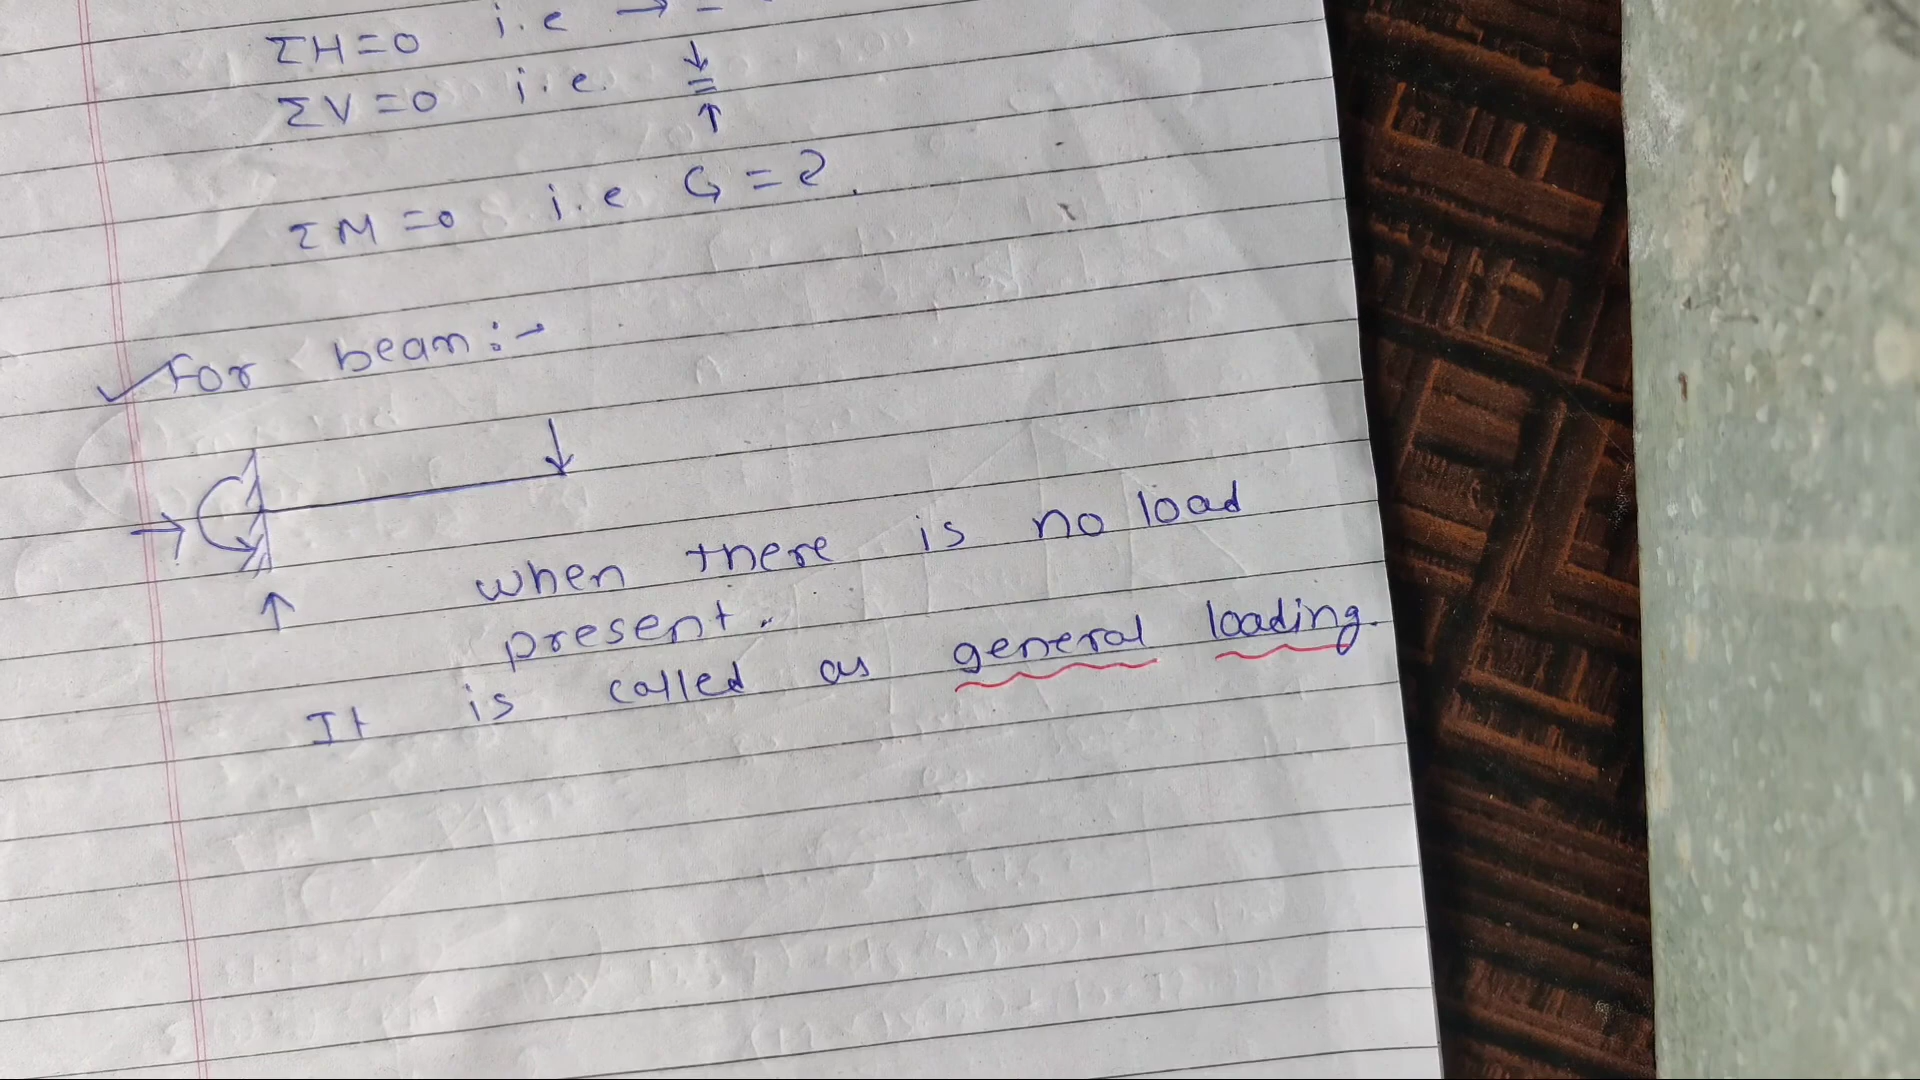 ΣH=0 i.e → =
ΣV=0 i.e. ↓ = ↑
ΣM=0 i.e ↺ = ↻.
✓For beam:-
when there is no load
present.
It is called as general loading.